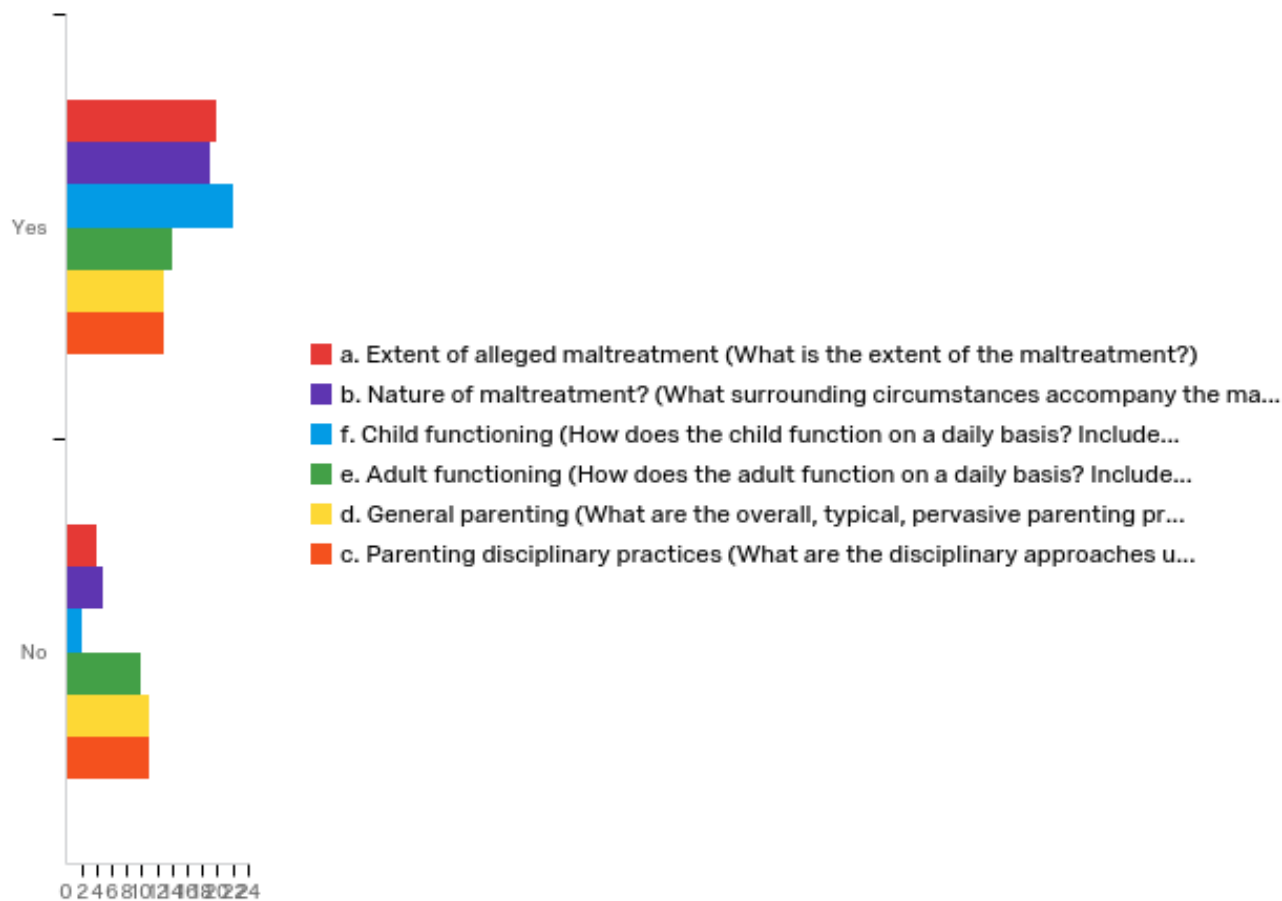 Yes
a. Extent of alleged maltreatment (What is the extent of the maltreatment?)
b. Nature of maltreatment? (What surrounding circumstances accompany the ma...
f. Child functioning (How does the child function on a daily basis? Include...
e. Adult functioning (How does the adult function on a daily basis? Include...
d. General parenting (What are the overall, typical, pervasive parenting pr...
c. Parenting disciplinary practices (What are the disciplinary approaches u...
No
0 2 4 6 8 10 12 14 16 18 20 22 24